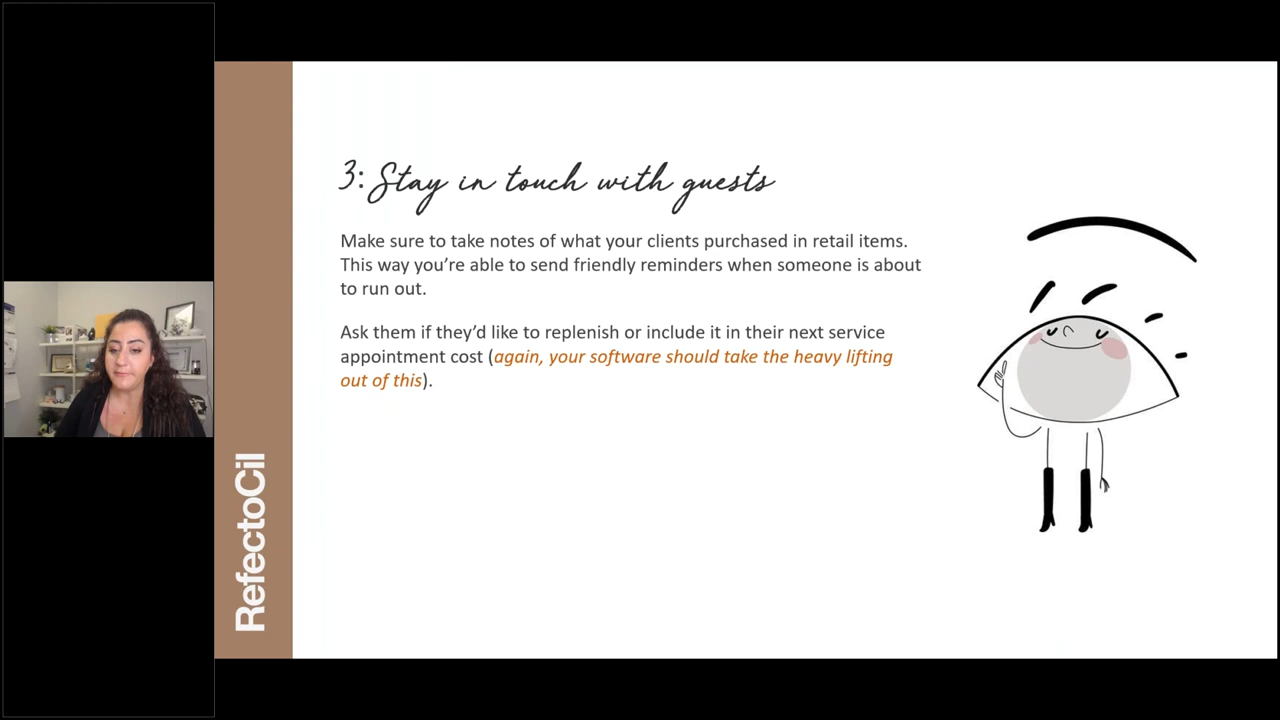 3: Stay in touch with guests
Make sure to take notes of what your clients purchased in retail items.
This way you’re able to send friendly reminders when someone is about
to run out.
Ask them if they’d like to replenish or include it in their next service
appointment cost (again, your software should take the heavy lifting
out of this).
RefectoCil